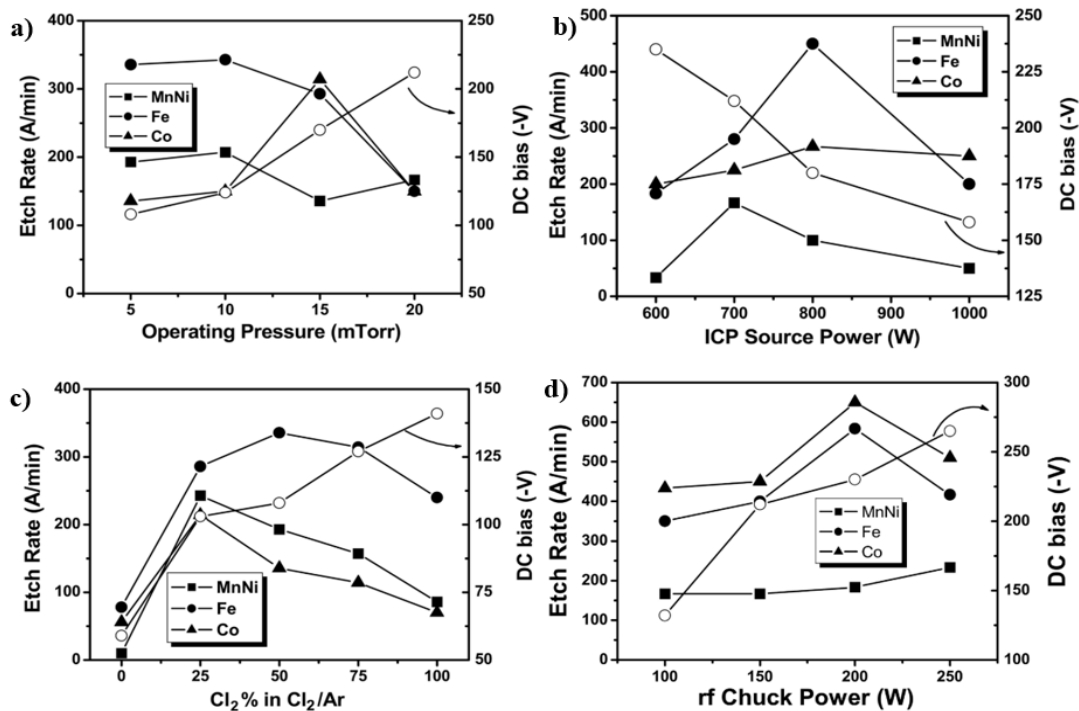 a)
400
300
200
100
0
Etch Rate (A/min)
MnNi
Fe
Co
250
200
150
100
50
DC bias (-V)
5 10 15 20
Operating Pressure (mTorr)
b)
500
450
400
350
300
250
200
150
100
50
0
Etch Rate (A/min)
MnNi
Fe
Co
250
225
200
175
150
125
DC bias (-V)
600 700 800 900 1000
ICP Source Power (W)
c)
400
300
200
100
0
Etch Rate (A/min)
MnNi
Fe
Co
150
125
100
75
50
DC bias (-V)
0 25 50 75 100
Cl₂% in Cl₂/Ar
d)
700
600
500
400
300
200
100
0
Etch Rate (A/min)
MnNi
Fe
Co
300
250
200
150
100
DC bias (-V)
100 150 200 250
rf Chuck Power (W)